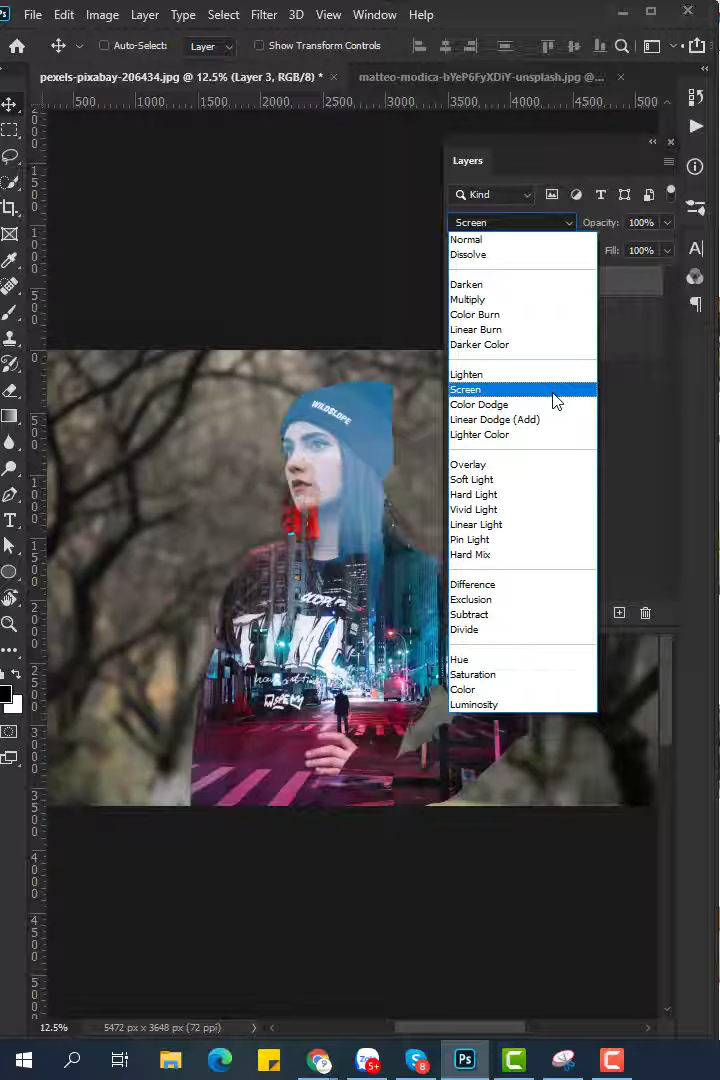 Ps File Edit Image Layer Type Select Filter 3D View Window Help
Auto-Select: Layer Show Transform Controls
pexels-pixabay-206434.jpg @ 12.5% (Layer 3, RGB/8) * matteo-modica-bYeP6FyXDiY-unsplash.jpg @...
500 1000 1500 2000 2500 3000 3500 4000 4500 500
Layers
Kind
Screen Opacity: 100%
Normal Fill: 100%
Dissolve
Darken
Multiply
Color Burn
Linear Burn
Darker Color
Lighten
Screen
Color Dodge
Linear Dodge (Add)
Lighter Color
Overlay
Soft Light
Hard Light
Vivid Light
Linear Light
Pin Light
Hard Mix
Difference
Exclusion
Subtract
Divide
Hue
Saturation
Color
Luminosity
WILDSLOPE
12.5% 5472 px x 3648 px (72 ppi)
5+ 8 Ps